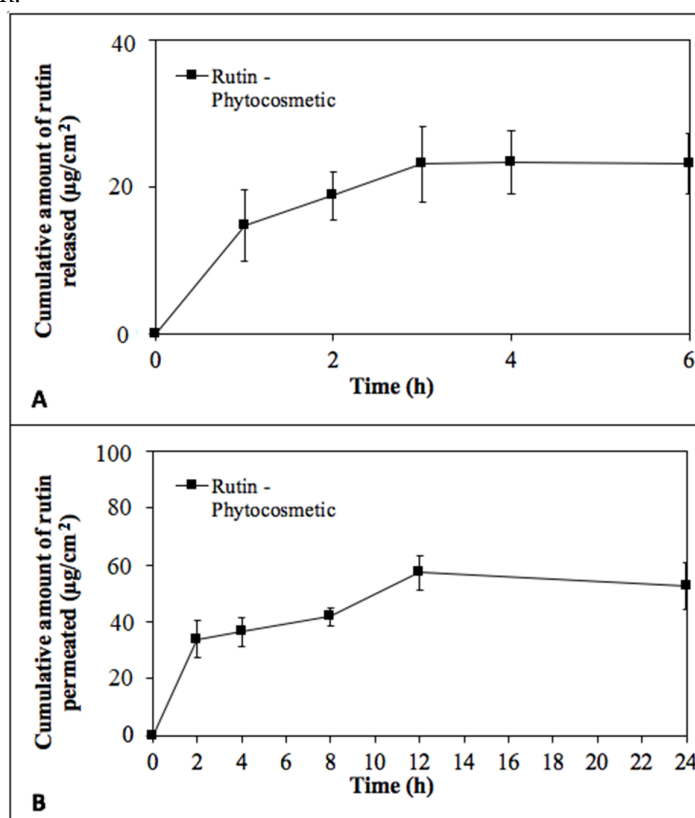 Cumulative amount of rutin
released (µg/cm²)
40
20
0
Rutin -
Phytocosmetic
0 2 4 6
Time (h)
A
Cumulative amount of rutin
permeated (µg/cm²)
100
80
60
40
20
0
Rutin -
Phytocosmetic
0 2 4 6 8 10 12 14 16 18 20 22 24
Time (h)
B